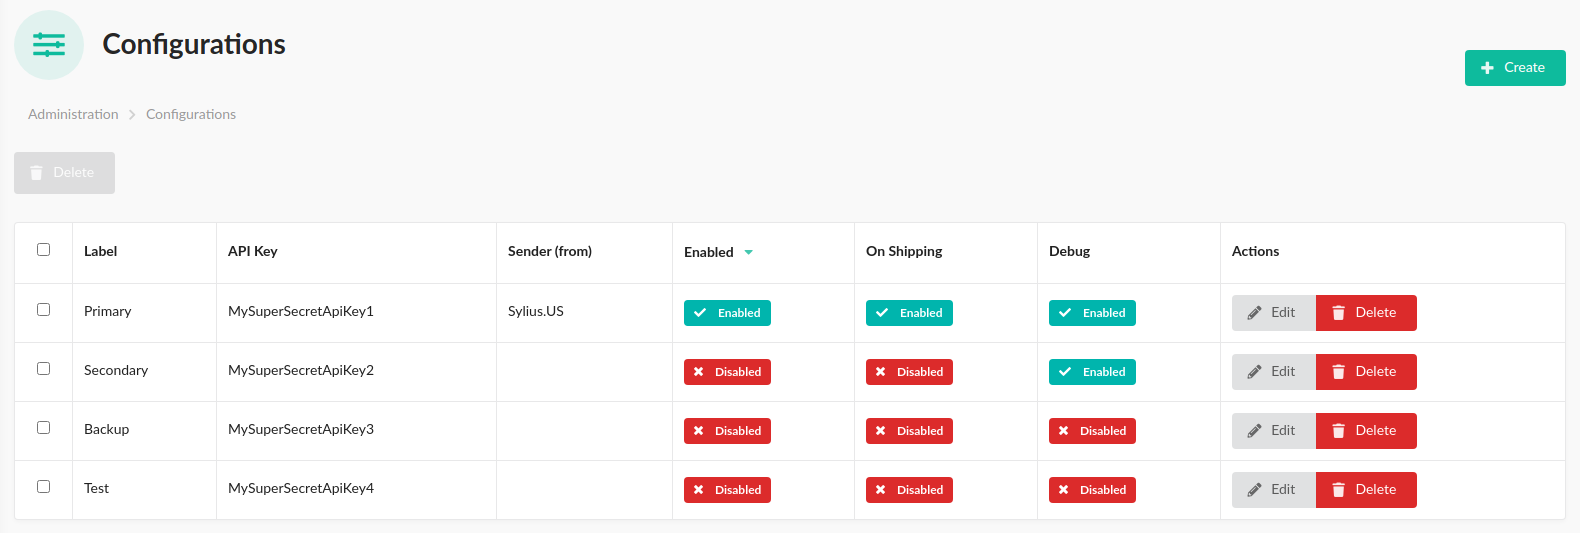 Configurations
Create
Administration Configurations
Delete
Label API Key Sender (from) Enabled On Shipping Debug Actions
Primary MySuperSecretApiKey1 Sylius.US Enabled Enabled Enabled Edit Delete
Secondary MySuperSecretApiKey2 Disabled Disabled Enabled Edit Delete
Backup MySuperSecretApiKey3 Disabled Disabled Disabled Edit Delete
Test MySuperSecretApiKey4 Disabled Disabled Disabled Edit Delete